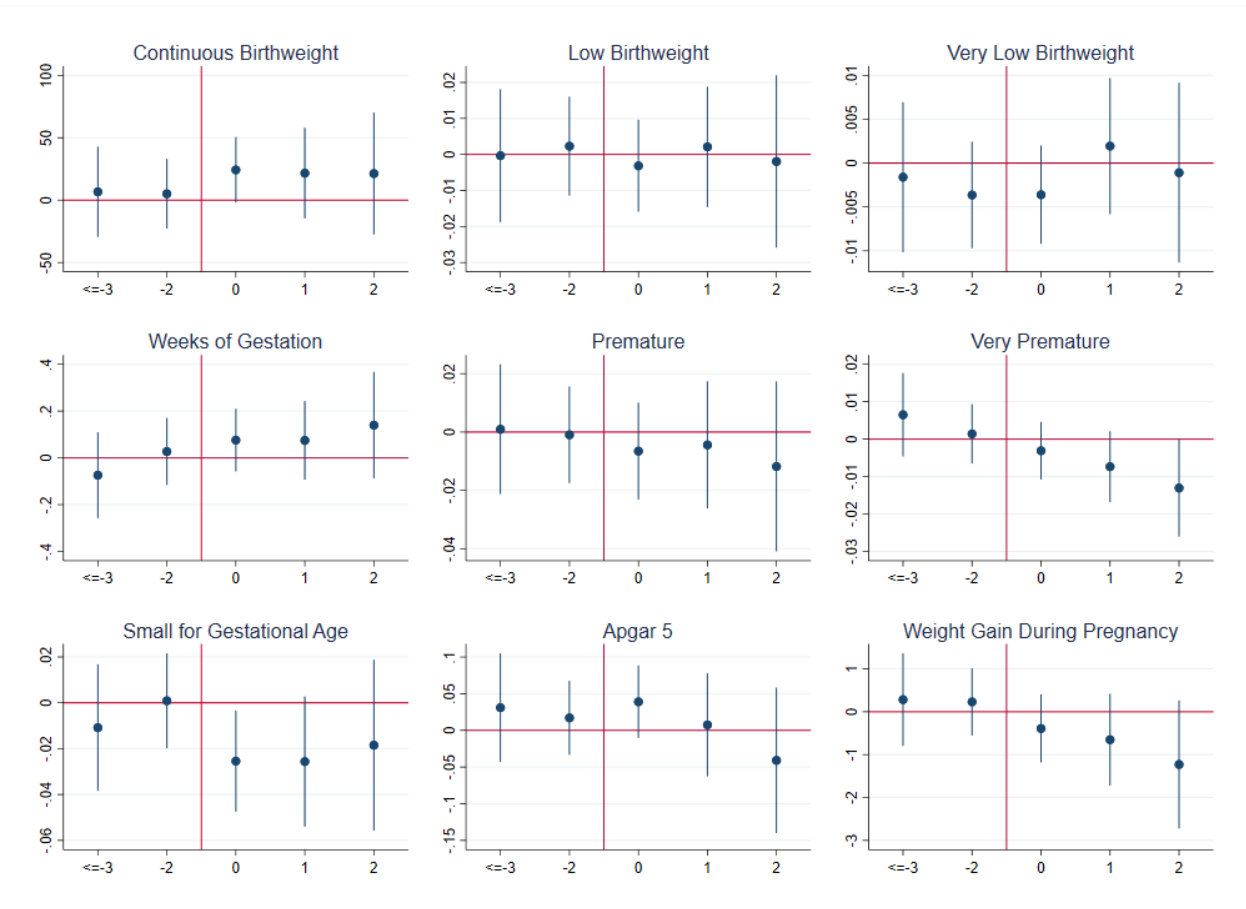 Continuous Birthweight
100
50
0
-50
<=-3 -2 0 1 2
Low Birthweight
.02
.01
0
-.01
-.02
-.03
<=-3 -2 0 1 2
Very Low Birthweight
.01
.005
0
-.005
-.01
<=-3 -2 0 1 2
Weeks of Gestation
.4
.2
0
-.2
-.4
<=-3 -2 0 1 2
Premature
.02
0
-.02
-.04
<=-3 -2 0 1 2
Very Premature
.02
.01
0
-.01
-.02
-.03
<=-3 -2 0 1 2
Small for Gestational Age
.02
0
-.02
-.04
-.06
<=-3 -2 0 1 2
Apgar 5
.1
.05
0
-.05
-.1
-.15
<=-3 -2 0 1 2
Weight Gain During Pregnancy
1
0
-1
-2
-3
<=-3 -2 0 1 2